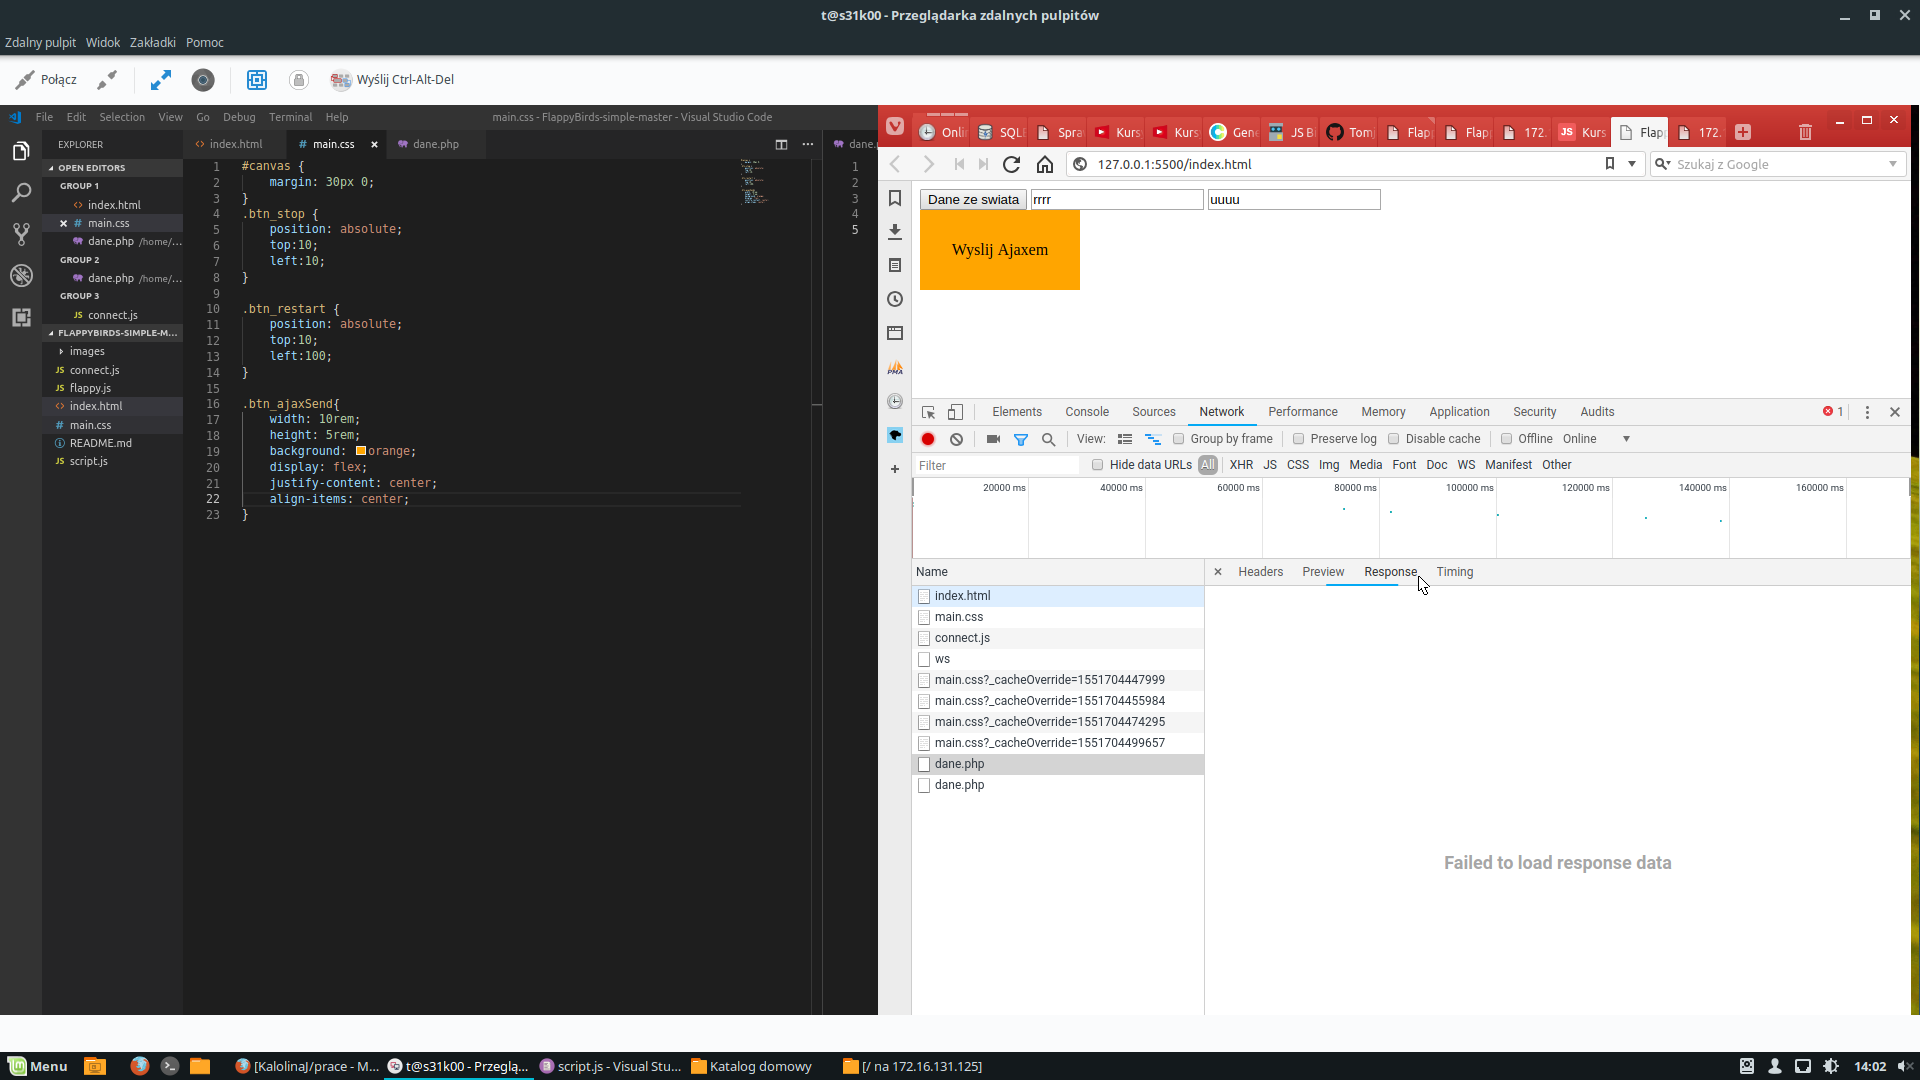 t@s31k00 - Przeglądarka zdalnych pulpitów
Zdalny pulpit Widok Zakładki Pomoc
Połącz Wyślij Ctrl-Alt-Del
File Edit Selection View Go Debug Terminal Help main.css - FlappyBirds-simple-master - Visual Studio Code
EXPLORER
OPEN EDITORS
GROUP 1
index.html
main.css
dane.php /home/...
GROUP 2
dane.php /home/...
GROUP 3
JS connect.js
FLAPPYBIRDS-SIMPLE-M...
images
JS connect.js
JS flappy.js
index.html
# main.css
README.md
JS script.js
index.html # main.css dane.php dane.
1 #canvas {
2 margin: 30px 0;
3 }
4 .btn_stop {
5 position: absolute;
6 top:10;
7 left:10;
8 }
9
10 .btn_restart {
11 position: absolute;
12 top:10;
13 left:100;
14 }
15
16 .btn_ajaxSend{
17 width: 10rem;
18 height: 5rem;
19 background: orange;
20 display: flex;
21 justify-content: center;
22 align-items: center;
23 }
1
2
3
4
5
Onli SQL Spra Kurs Kurs Gen JS B Tom Flap Flap 172. JS Kurs Flap 172.
127.0.0.1:5500/index.html Szukaj z Google
PMA
Dane ze swiata rrrr uuuu
Wyslij Ajaxem
Elements Console Sources Network Performance Memory Application Security Audits 1
View: Group by frame Preserve log Disable cache Offline Online
Filter Hide data URLs All XHR JS CSS Img Media Font Doc WS Manifest Other
20000 ms 40000 ms 60000 ms 80000 ms 100000 ms 120000 ms 140000 ms 160000 ms
Name Headers Preview Response Timing
index.html
main.css
connect.js
ws
main.css?_cacheOverride=1551704447999
main.css?_cacheOverride=1551704455984
main.css?_cacheOverride=1551704474295
main.css?_cacheOverride=1551704499657
dane.php
dane.php
Failed to load response data
Menu [KalolinaJ/prace - M... t@s31k00 - Przeglą... script.js - Visual Stu... Katalog domowy [/ na 172.16.131.125] 14:02